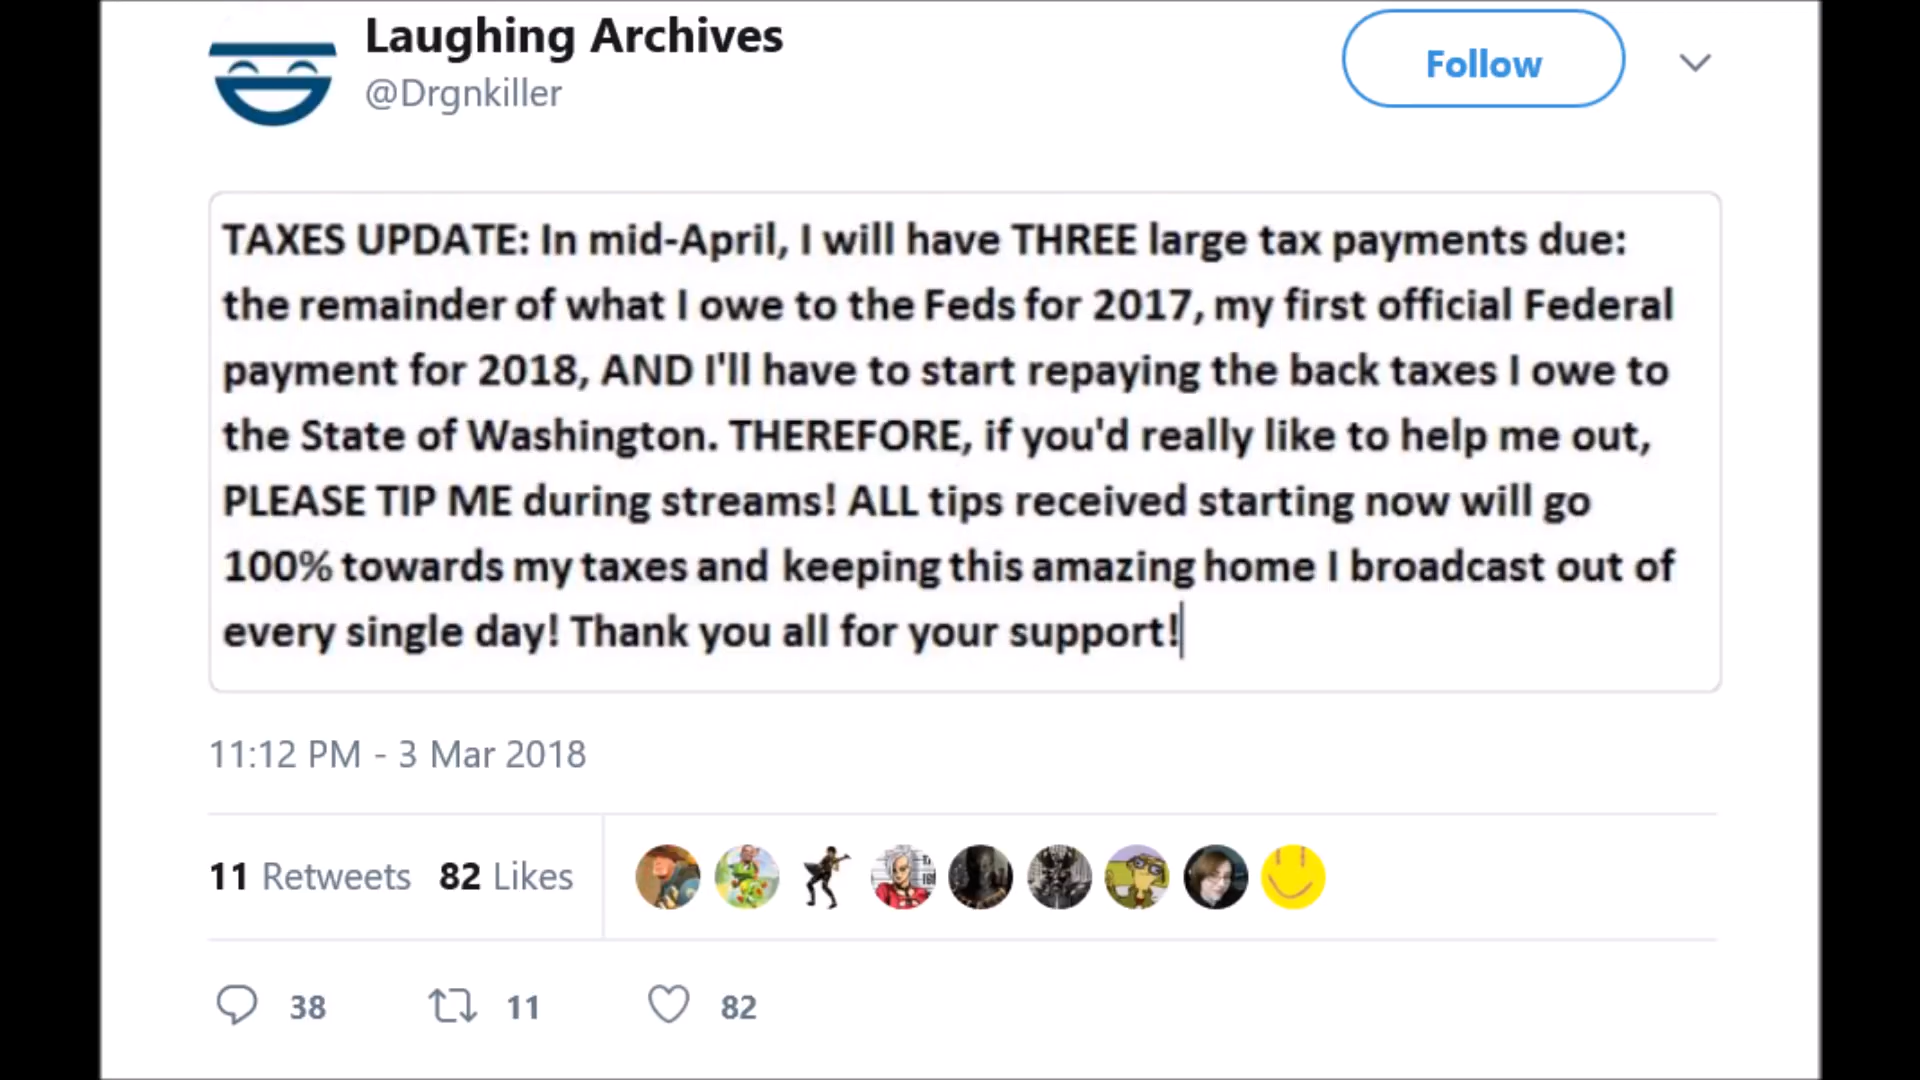 Laughing Archives
@Drgnkiller
Follow
TAXES UPDATE: In mid-April, I will have THREE large tax payments due:
the remainder of what I owe to the Feds for 2017, my first official Federal
payment for 2018, AND I'll have to start repaying the back taxes I owe to
the State of Washington. THEREFORE, if you'd really like to help me out,
PLEASE TIP ME during streams! ALL tips received starting now will go
100% towards my taxes and keeping this amazing home I broadcast out of
every single day! Thank you all for your support!
11:12 PM - 3 Mar 2018
11 Retweets 82 Likes
38 11 82